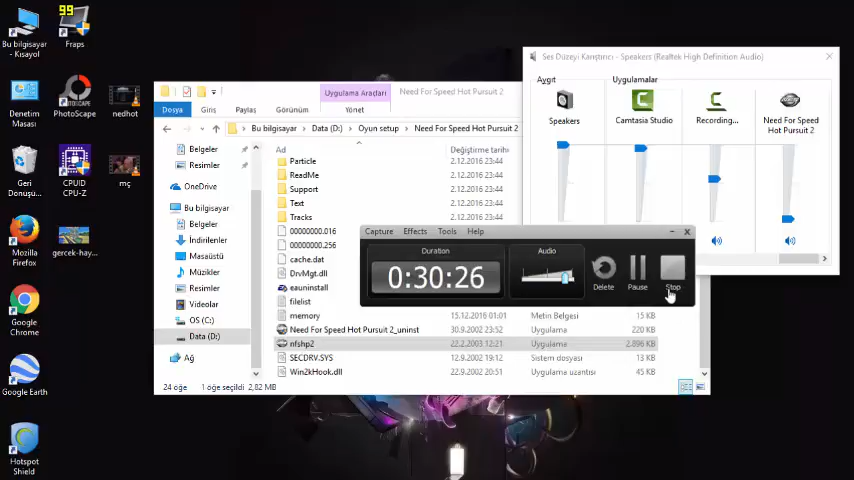 99
Bu bilgisayar
- Kısayol
Fraps
Denetim
Masası
PhotoScape
nedhot
Geri
Dönüşü...
CPUID
CPU-Z
mç
Mozilla
Firefox
gercek-hay...
Google
Chrome
Google Earth
Hotspot
Shield
Uygulama Araçları
Need For Speed Hot Pursuit 2
Dosya
Giriş
Paylaş
Görünüm
Yönet
Bu bilgisayar > Data (D:) > Oyun setup > Need For Speed Hot Pursuit 2
Belgeler
Resimler
OneDrive
Bu bilgisayar
Belgeler
İndirilenler
Masaüstü
Müzikler
Resimler
Videolar
OS (C:)
Data (D:)
Ağ
Ad
Değiştirme tarihi
Particle 2.12.2016 23:44
ReadMe 2.12.2016 23:44
Support 2.12.2016 23:44
Text 2.12.2016 23:44
Tracks 2.12.2016 23:44
00000000.016
00000000.256
cache.dat
DrvMgt.dll
eauninstall
filelist
memory 15.12.2016 01:01 Metin Belgesi 15 KB
Need For Speed Hot Pursuit 2_uninst 30.9.2002 23:52 Uygulama 220 KB
nfshp2 22.2.2003 12:21 Uygulama 2.896 KB
SECDRV.SYS 12.9.2002 19:12 Sistem dosyası 13 KB
Win2kHook.dll 22.9.2002 20:51 Uygulama uzantısı 45 KB
24 öğe 1 öğe seçildi 2,82 MB
Ses Düzeyi Karıştırıcı - Speakers (Realtek High Definition Audio)
Aygıt
Uygulamalar
Speakers
Camtasia Studio
Recording...
Need For Speed
Hot Pursuit 2
Capture Effects Tools Help
Duration
0:30:26
Audio
Delete
Pause
Stop